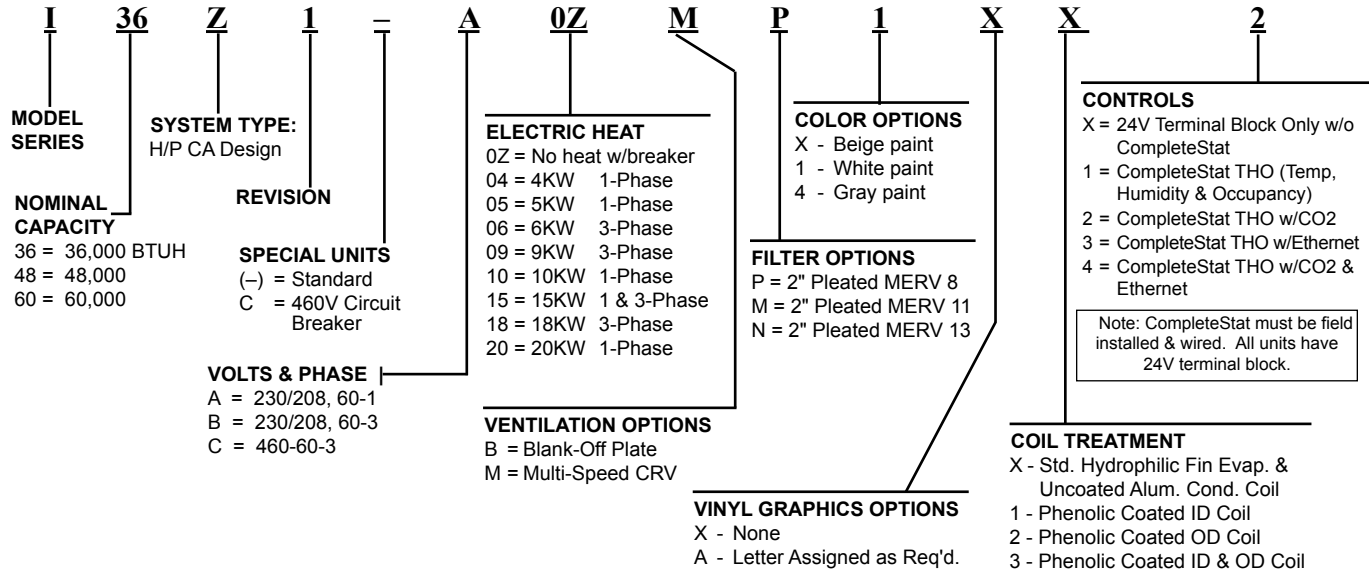 I 36 Z 1 – A 0Z M P 1 X X 2
MODEL
SERIES
SYSTEM TYPE:
H/P CA Design
NOMINAL
CAPACITY
36 = 36,000 BTUH
48 = 48,000
60 = 60,000
REVISION
SPECIAL UNITS
(–) = Standard
C = 460V Circuit
Breaker
VOLTS & PHASE
A = 230/208, 60-1
B = 230/208, 60-3
C = 460-60-3
ELECTRIC HEAT
0Z = No heat w/breaker
04 = 4KW 1-Phase
05 = 5KW 1-Phase
06 = 6KW 3-Phase
09 = 9KW 3-Phase
10 = 10KW 1-Phase
15 = 15KW 1 & 3-Phase
18 = 18KW 3-Phase
20 = 20KW 1-Phase
VENTILATION OPTIONS
B = Blank-Off Plate
M = Multi-Speed CRV
COLOR OPTIONS
X - Beige paint
1 - White paint
4 - Gray paint
FILTER OPTIONS
P = 2" Pleated MERV 8
M = 2" Pleated MERV 11
N = 2" Pleated MERV 13
VINYL GRAPHICS OPTIONS
X - None
A - Letter Assigned as Req'd.
CONTROLS
X = 24V Terminal Block Only w/o
CompleteStat
1 = CompleteStat THO (Temp,
Humidity & Occupancy)
2 = CompleteStat THO w/CO2
3 = CompleteStat THO w/Ethernet
4 = CompleteStat THO w/CO2 &
Ethernet
Note: CompleteStat must be field
installed & wired. All units have
24V terminal block.
COIL TREATMENT
X - Std. Hydrophilic Fin Evap. &
Uncoated Alum. Cond. Coil
1 - Phenolic Coated ID Coil
2 - Phenolic Coated OD Coil
3 - Phenolic Coated ID & OD Coil